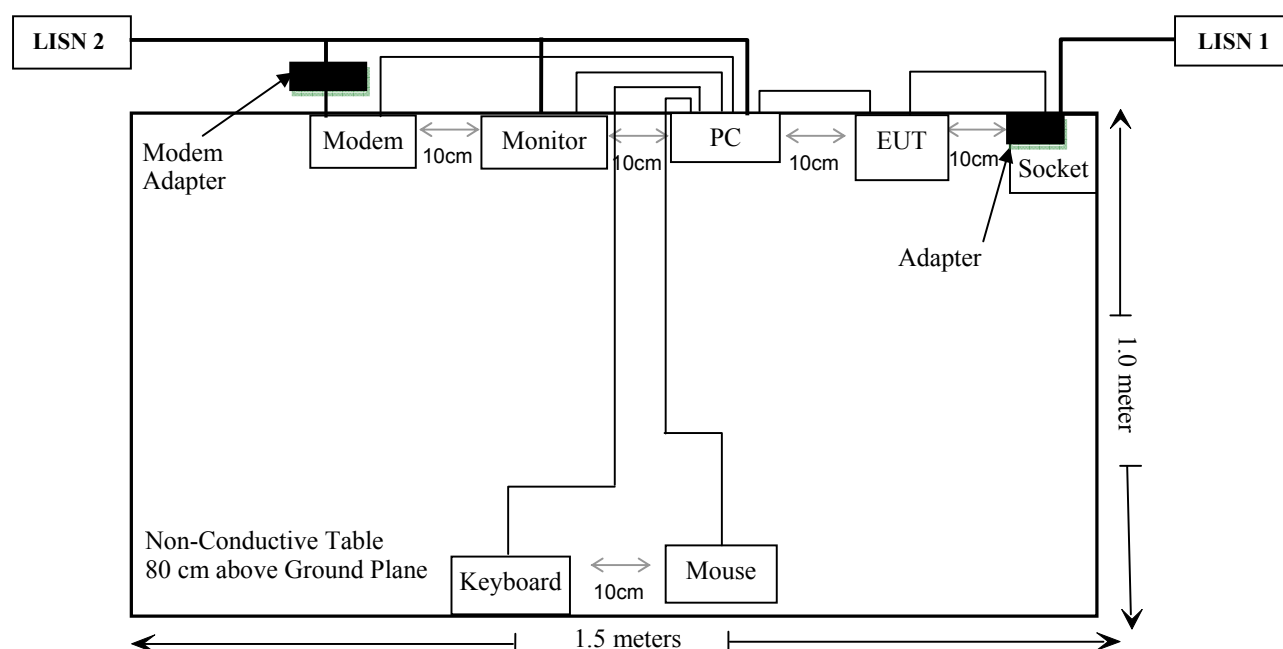 LISN 2
LISN 1
Modem
Monitor
PC
EUT
Socket
10cm
10cm
10cm
10cm
Modem
Adapter
Adapter
1.0 meter
Non-Conductive Table
80 cm above Ground Plane
Keyboard
10cm
Mouse
1.5 meters